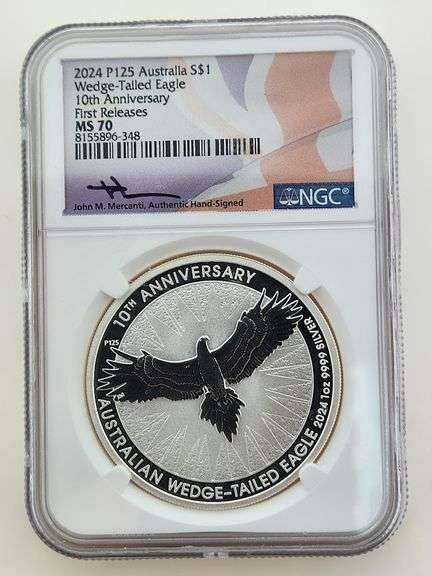 2024 P125 Australia S$1
Wedge-Tailed Eagle
10th Anniversary
First Releases
MS 70
8155896-348
John M. Mercanti, Authentic Hand-Signed
NGC®
10TH ANNIVERSARY
P125
AUSTRALIAN WEDGE-TAILED EAGLE 2024 1oz 9999 SILVER